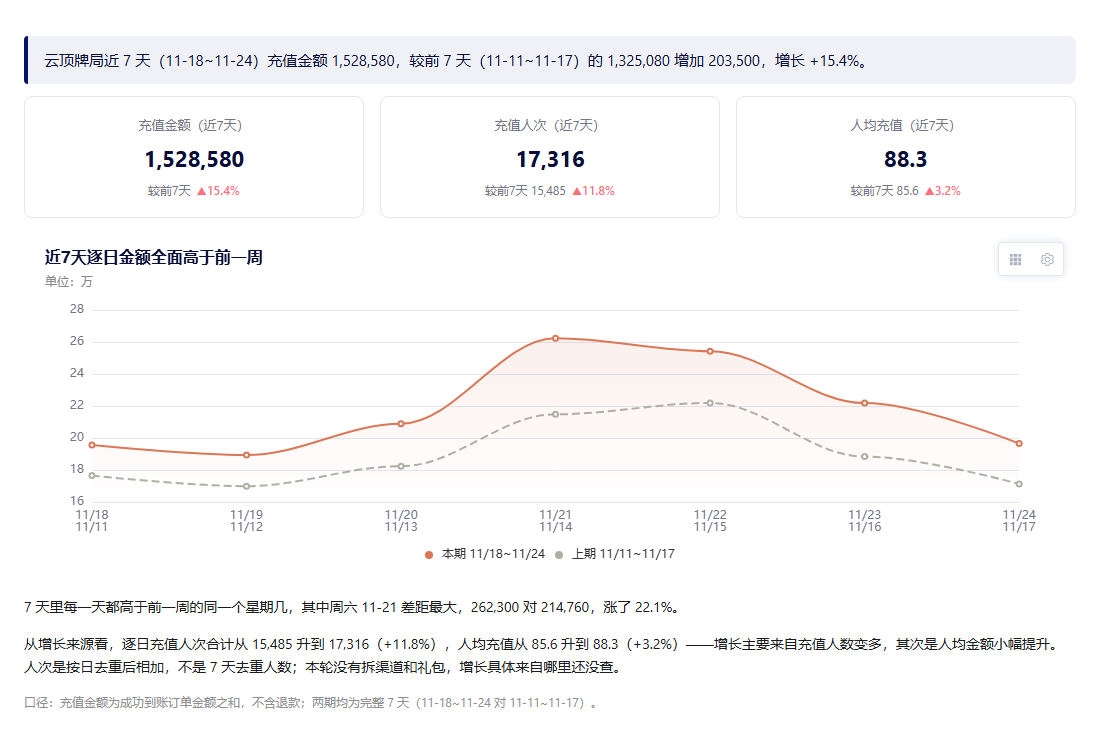 云顶牌局近 7 天（11-18~11-24）充值金额 1,528,580，较前 7 天（11-11~11-17）的 1,325,080 增加 203,500，增长 +15.4%。
充值金额（近7天）
1,528,580
较前7天 ▲15.4%
充值人次（近7天）
17,316
较前7天 15,485 ▲11.8%
人均充值（近7天）
88.3
较前7天 85.6 ▲3.2%
近7天逐日金额全面高于前一周
单位：万
28
26
24
22
20
18
16
11/18 11/19 11/20 11/21 11/22 11/23 11/24
11/11 11/12 11/13 11/14 11/15 11/16 11/17
本期 11/18~11/24 上期 11/11~11/17
7 天里每一天都高于前一周的同一个星期几，其中周六 11-21 差距最大，262,300 对 214,760，涨了 22.1%。
从增长来源看，逐日充值人次合计从 15,485 升到 17,316（+11.8%），人均充值从 85.6 升到 88.3（+3.2%）——增长主要来自充值人数变多，其次是人均金额小幅提升。
人次是按日去重后相加，不是 7 天去重人数；本轮没有拆渠道和礼包，增长具体来自哪里还没查。
口径：充值金额为成功到账订单金额之和，不含退款；两期均为完整 7 天（11-18~11-24 对 11-11~11-17）。